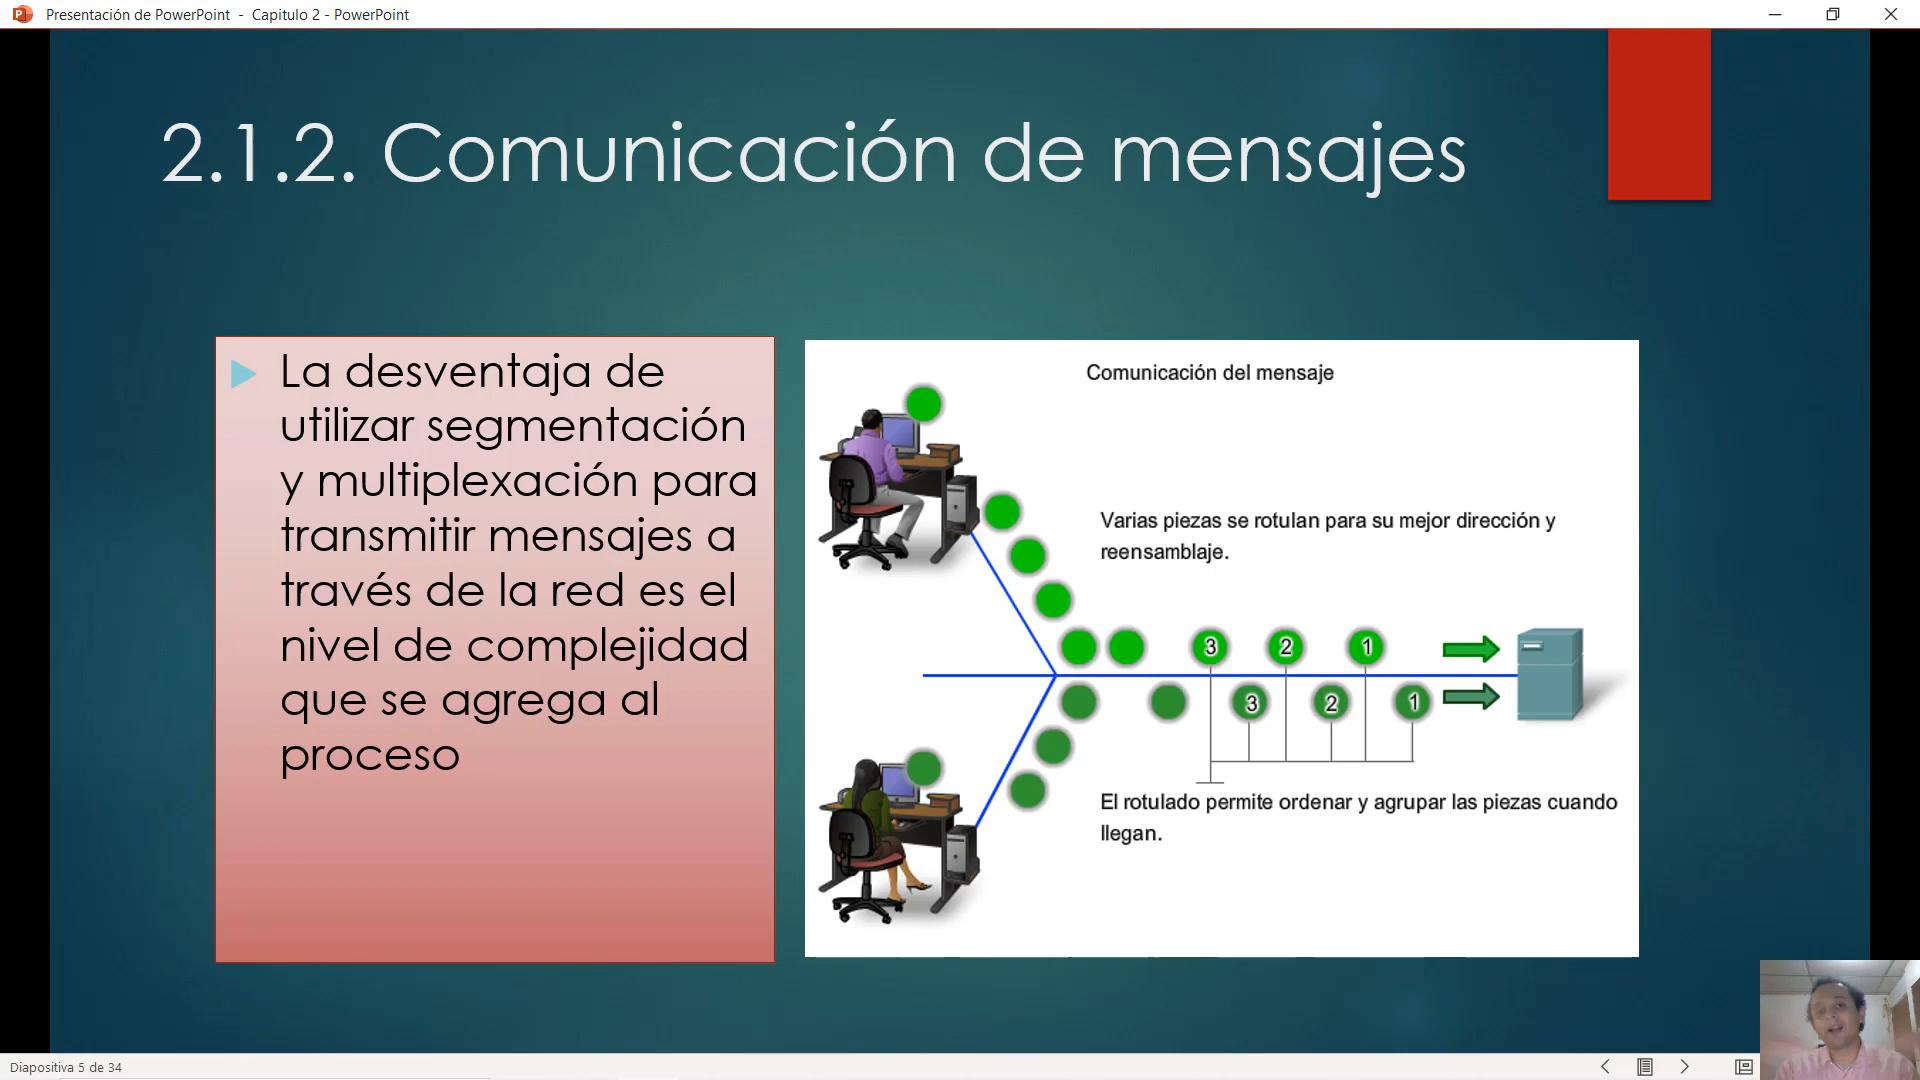 Presentación de PowerPoint - Capitulo 2 - PowerPoint
2.1.2. Comunicación de mensajes
La desventaja de
utilizar segmentación
y multiplexación para
transmitir mensajes a
través de la red es el
nivel de complejidad
que se agrega al
proceso
Comunicación del mensaje
Varias piezas se rotulan para su mejor dirección y
reensamblaje.
3 2 1
3 2 1
El rotulado permite ordenar y agrupar las piezas cuando
llegan.
Diapositiva 5 de 34